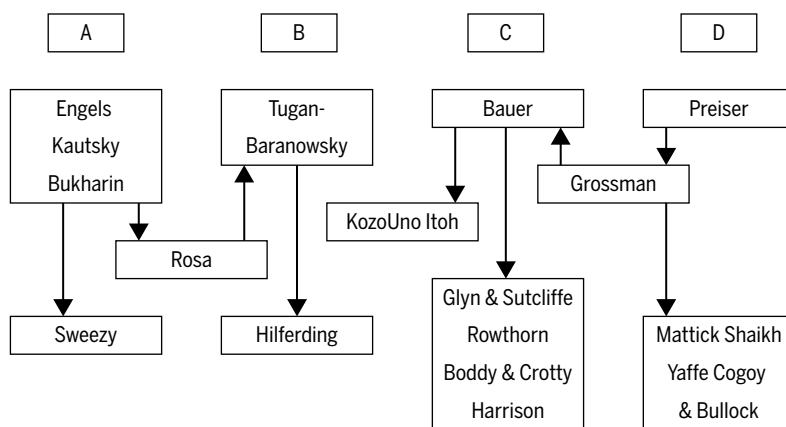 A
B
C
D
Engels
Kautsky
Bukharin
Tugan-
Baranowsky
Bauer
Preiser
Grossman
KozoUno Itoh
Rosa
Sweezy
Hilferding
Glyn & Sutcliffe
Rowthorn
Boddy & Crotty
Harrison
Mattick Shaikh
Yaffe Cogoy
& Bullock